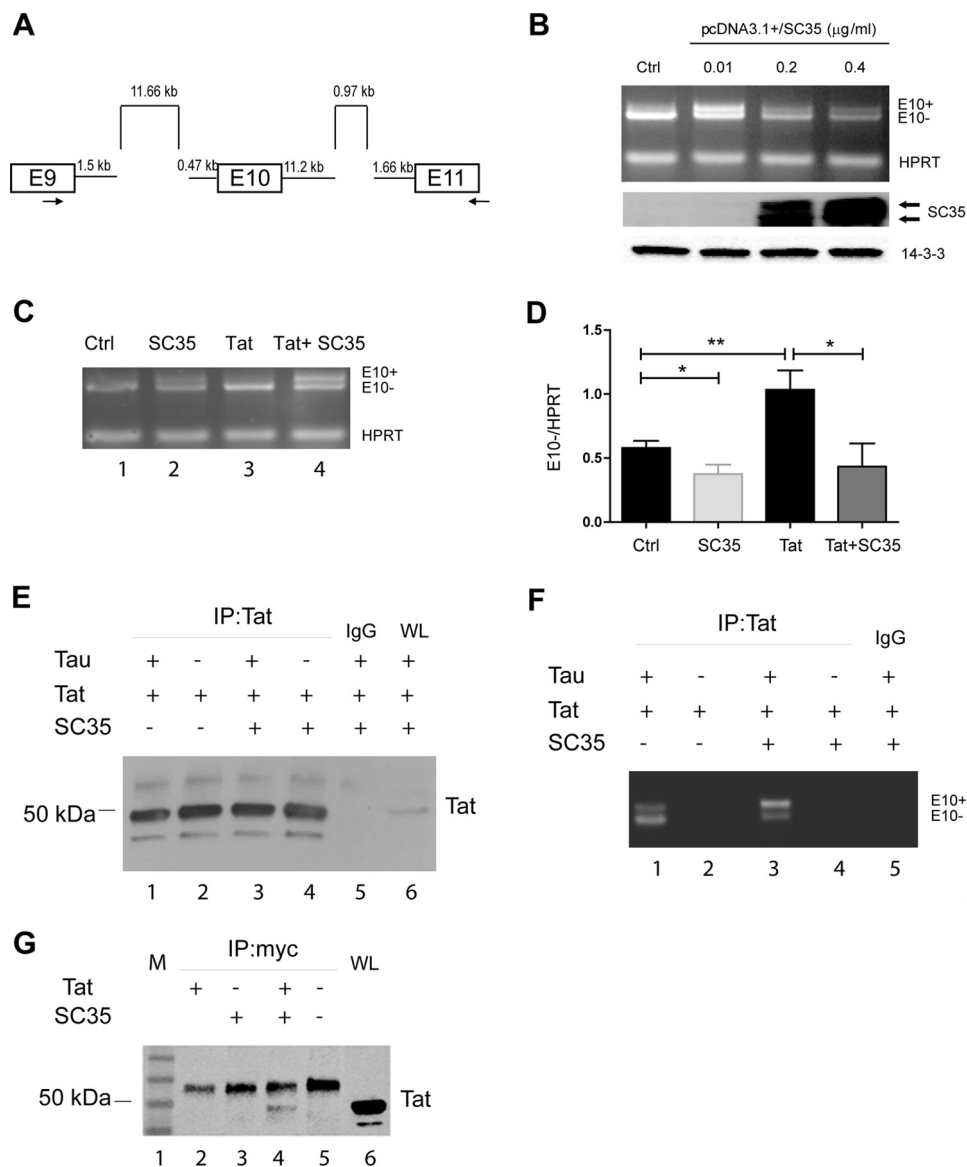 A
11.66 kb
0.97 kb
E9
1.5 kb
0.47 kb
E10
11.2 kb
1.66 kb
E11
B
pcDNA3.1+/SC35 (µg/ml)
Ctrl 0.01 0.2 0.4
E10+
E10-
HPRT
SC35
14-3-3
C
Ctrl SC35 Tat Tat+ SC35
E10+
E10-
HPRT
1 2 3 4
D
E10-/HPRT
1.5
1.0
0.5
0.0
** 
*
*
Ctrl SC35 Tat Tat+SC35
E
IP:Tat
IgG WL
Tau + - + - + +
Tat + + + + + +
SC35 - - + + + +
50 kDa
Tat
1 2 3 4 5 6
F
IP:Tat
IgG
Tau + - + - +
Tat + + + + +
SC35 - - + + +
E10+
E10-
1 2 3 4 5
G
M
IP:myc
WL
Tat + - + -
SC35 + + -
50 kDa
Tat
1 2 3 4 5 6